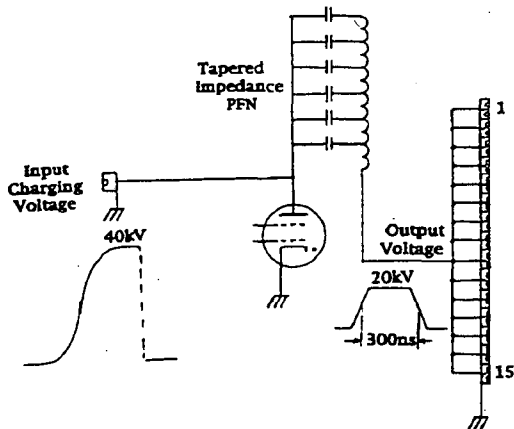 Tapered
Impedance
PFN
1
Input
Charging
Voltage
40kV
Output
Voltage
20kV
300ns
15